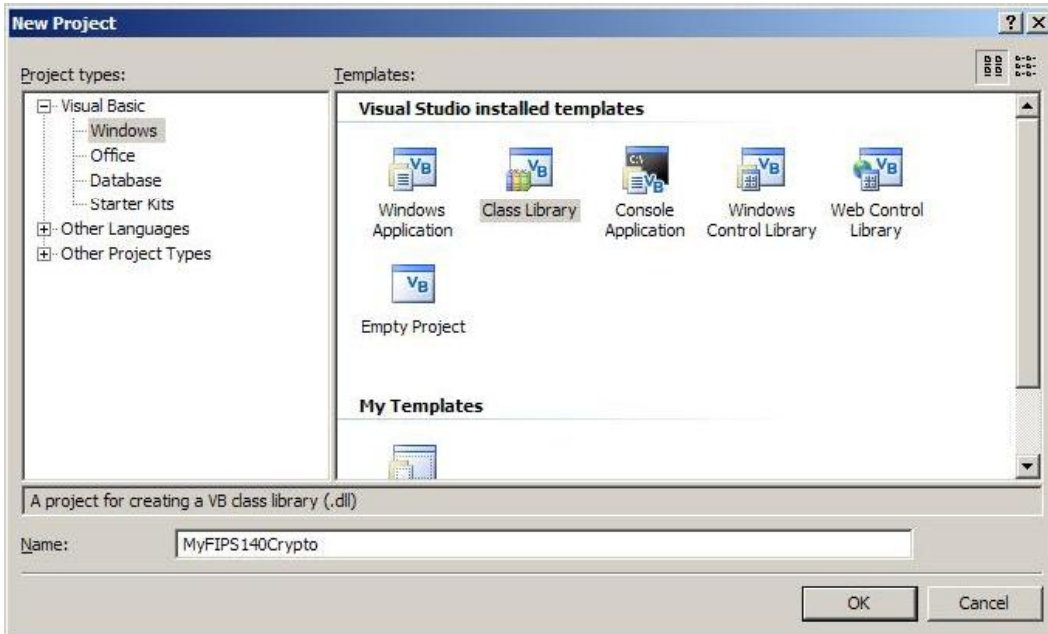 New Project
Project types:
Templates:
Visual Basic
Windows
Office
Database
Starter Kits
Other Languages
Other Project Types
Visual Studio installed templates
Windows Application
Class Library
Console Application
Windows Control Library
Web Control Library
Empty Project
My Templates
A project for creating a VB class library (.dll)
Name: MyFIPS140Crypto
OK Cancel